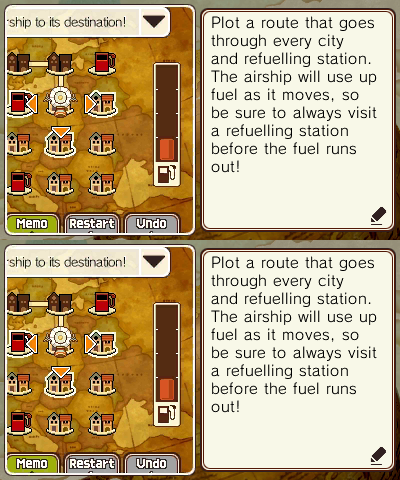 rship to its destination!
Plot a route that goes
through every city
and refuelling station.
The airship will use up
fuel as it moves, so
be sure to always visit
a refuelling station
before the fuel runs
out!
Memo Restart Undo
rship to its destination!
Plot a route that goes
through every city
and refuelling station.
The airship will use up
fuel as it moves, so
be sure to always visit
a refuelling station
before the fuel runs
out!
Memo Restart Undo